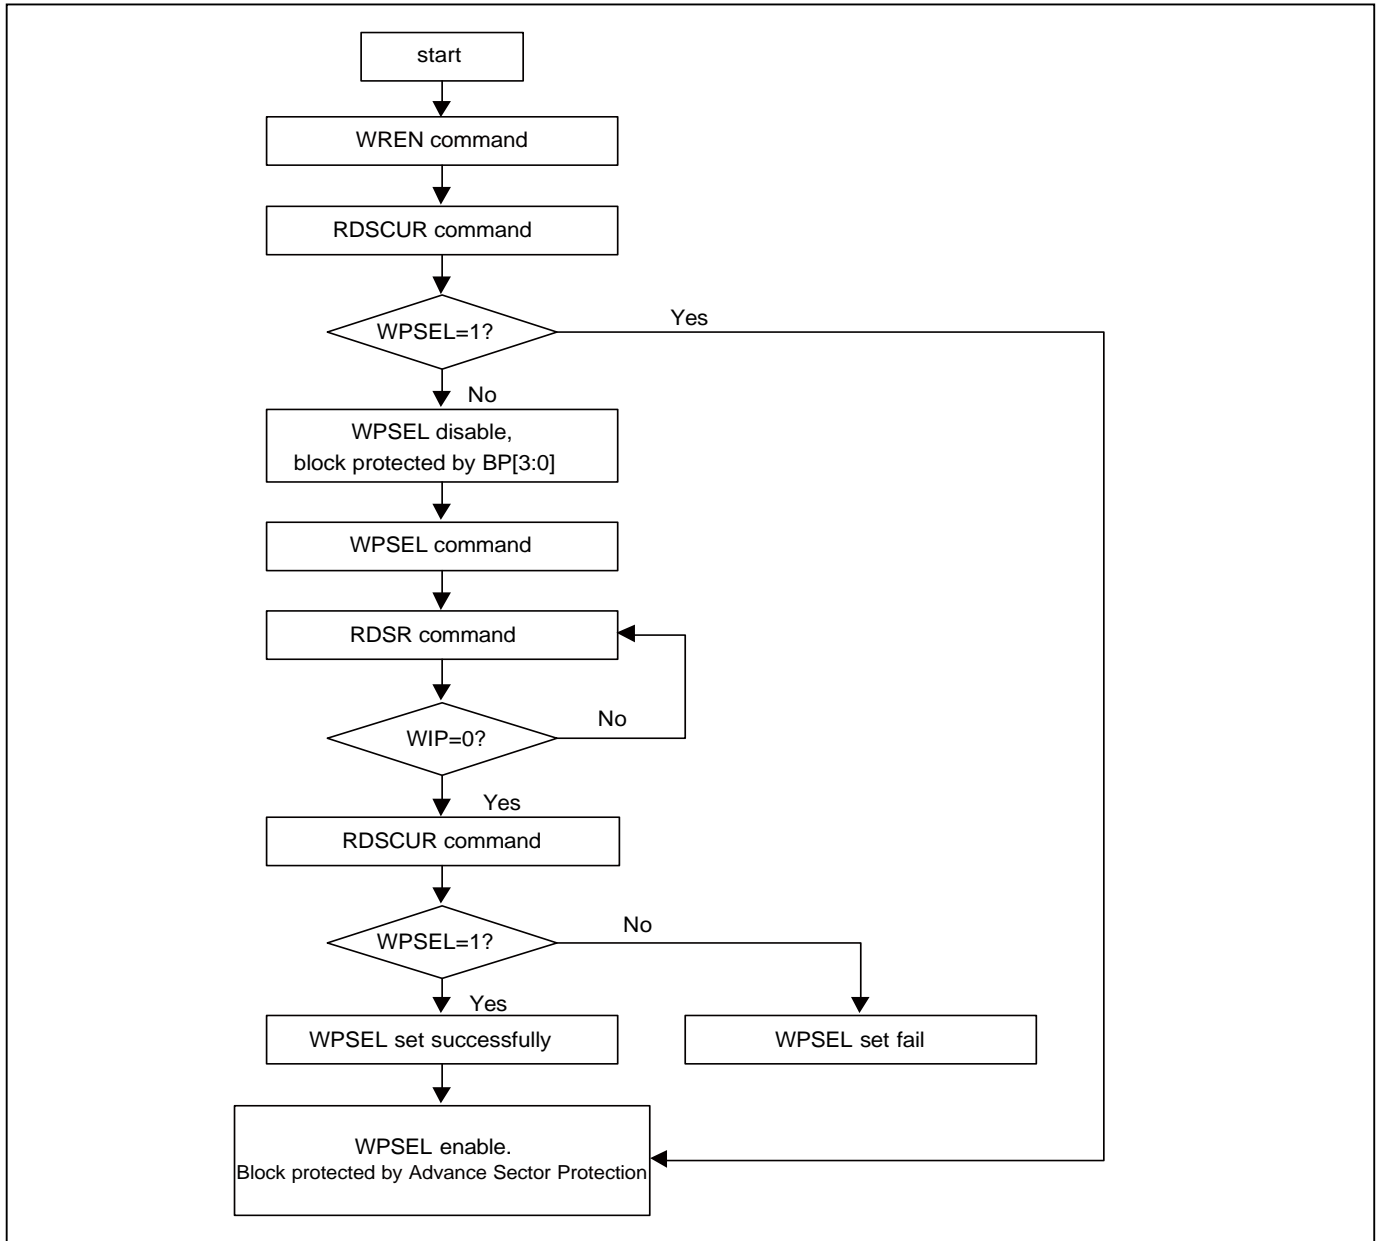 start
WREN command
RDSCUR command
WPSEL=1?
Yes
No
WPSEL disable,
block protected by BP[3:0]
WPSEL command
RDSR command
WIP=0?
No
Yes
RDSCUR command
WPSEL=1?
No
Yes
WPSEL set successfully
WPSEL set fail
WPSEL enable.
Block protected by Advance Sector Protection